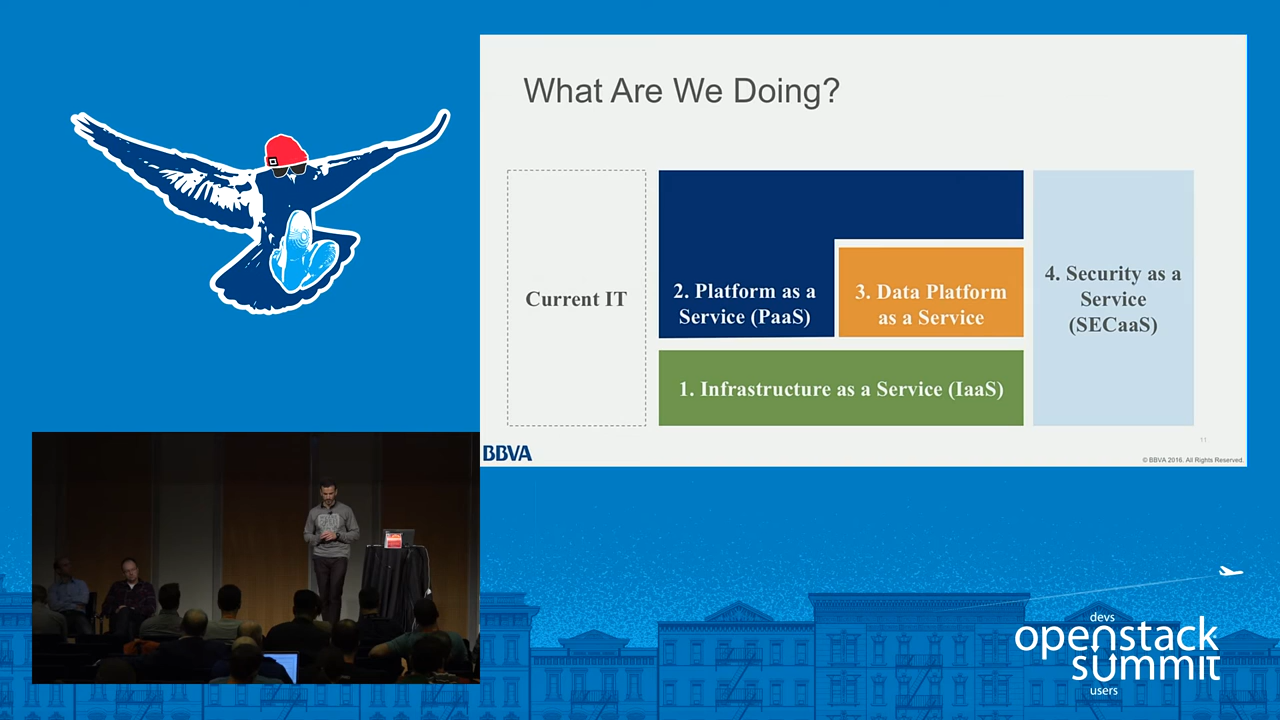 What Are We Doing?
Current IT
2. Platform as a
Service (PaaS)
3. Data Platform
as a Service
1. Infrastructure as a Service (IaaS)
4. Security as a
Service
(SECaaS)
BBVA
11
© BBVA 2016. All Rights Reserved.
devs
openstack
summit
users